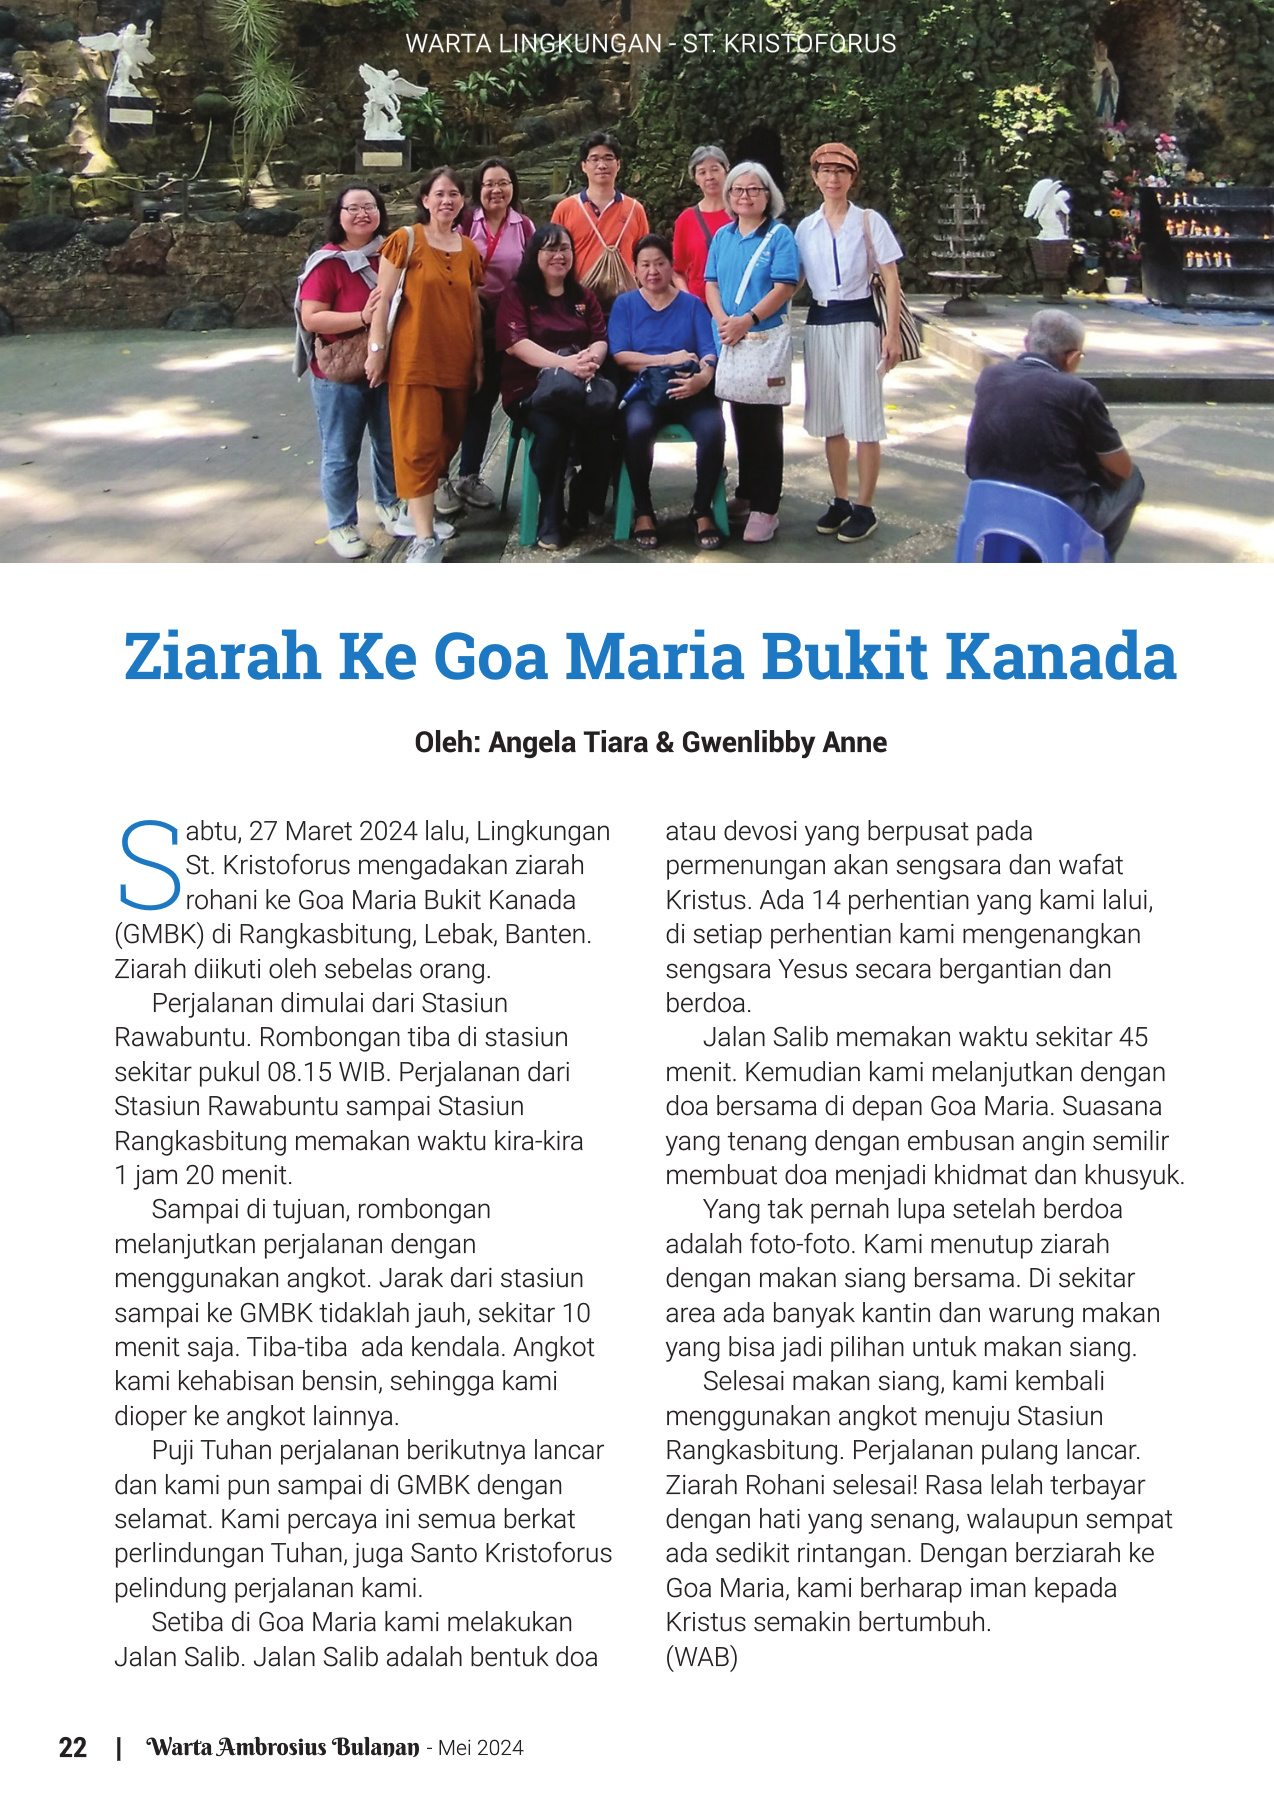 WARTA LINGKUNGAN - ST. KRISTOFORUS
Ziarah Ke Goa Maria Bukit Kanada
Oleh: Angela Tiara & Gwenlibby Anne
Sabtu, 27 Maret 2024 lalu, Lingkungan
St. Kristoforus mengadakan ziarah
rohani ke Goa Maria Bukit Kanada
(GMBK) di Rangkasbitung, Lebak, Banten.
Ziarah diikuti oleh sebelas orang.
Perjalanan dimulai dari Stasiun
Rawabuntu. Rombongan tiba di stasiun
sekitar pukul 08.15 WIB. Perjalanan dari
Stasiun Rawabuntu sampai Stasiun
Rangkasbitung memakan waktu kira-kira
1 jam 20 menit.
Sampai di tujuan, rombongan
melanjutkan perjalanan dengan
menggunakan angkot. Jarak dari stasiun
sampai ke GMBK tidaklah jauh, sekitar 10
menit saja. Tiba-tiba  ada kendala. Angkot
kami kehabisan bensin, sehingga kami
dioper ke angkot lainnya.
Puji Tuhan perjalanan berikutnya lancar
dan kami pun sampai di GMBK dengan
selamat. Kami percaya ini semua berkat
perlindungan Tuhan, juga Santo Kristoforus
pelindung perjalanan kami.
Setiba di Goa Maria kami melakukan
Jalan Salib. Jalan Salib adalah bentuk doa
atau devosi yang berpusat pada
permenungan akan sengsara dan wafat
Kristus. Ada 14 perhentian yang kami lalui,
di setiap perhentian kami mengenangkan
sengsara Yesus secara bergantian dan
berdoa.
Jalan Salib memakan waktu sekitar 45
menit. Kemudian kami melanjutkan dengan
doa bersama di depan Goa Maria. Suasana
yang tenang dengan embusan angin semilir
membuat doa menjadi khidmat dan khusyuk.
Yang tak pernah lupa setelah berdoa
adalah foto-foto. Kami menutup ziarah
dengan makan siang bersama. Di sekitar
area ada banyak kantin dan warung makan
yang bisa jadi pilihan untuk makan siang.
Selesai makan siang, kami kembali
menggunakan angkot menuju Stasiun
Rangkasbitung. Perjalanan pulang lancar.
Ziarah Rohani selesai! Rasa lelah terbayar
dengan hati yang senang, walaupun sempat
ada sedikit rintangan. Dengan berziarah ke
Goa Maria, kami berharap iman kepada
Kristus semakin bertumbuh.
(WAB)
22 | Warta Ambrosius Bulanan - Mei 2024